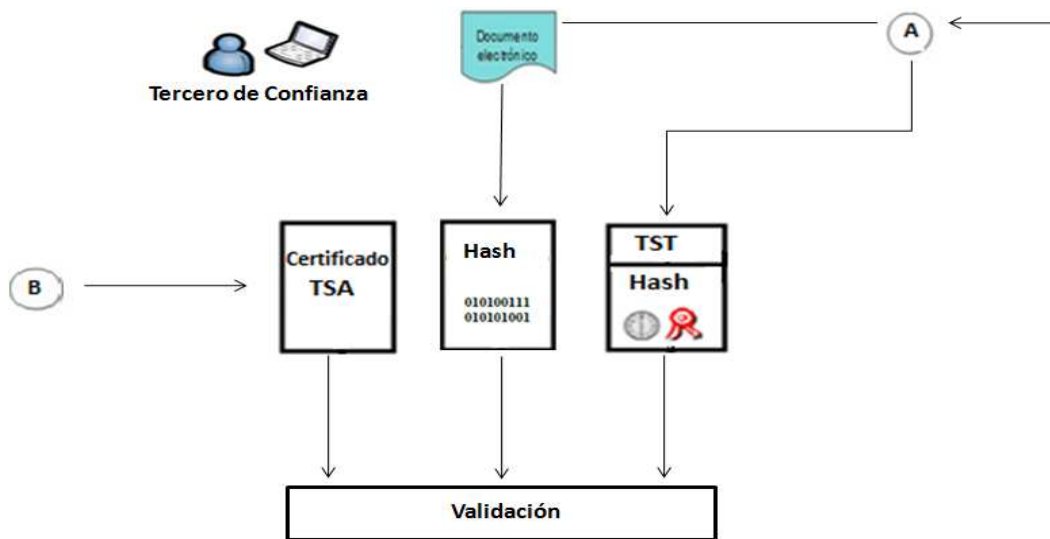 Documento
electrónico
A
Tercero de Confianza
Certificado
TSA
Hash
010100111
010101001
TST
Hash
B
Validación